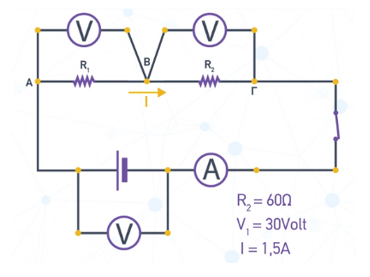 V
V
R₁
B
R₂
A
Γ
I
A
V
R₂ = 60Ω
V₁ = 30Volt
I = 1,5A